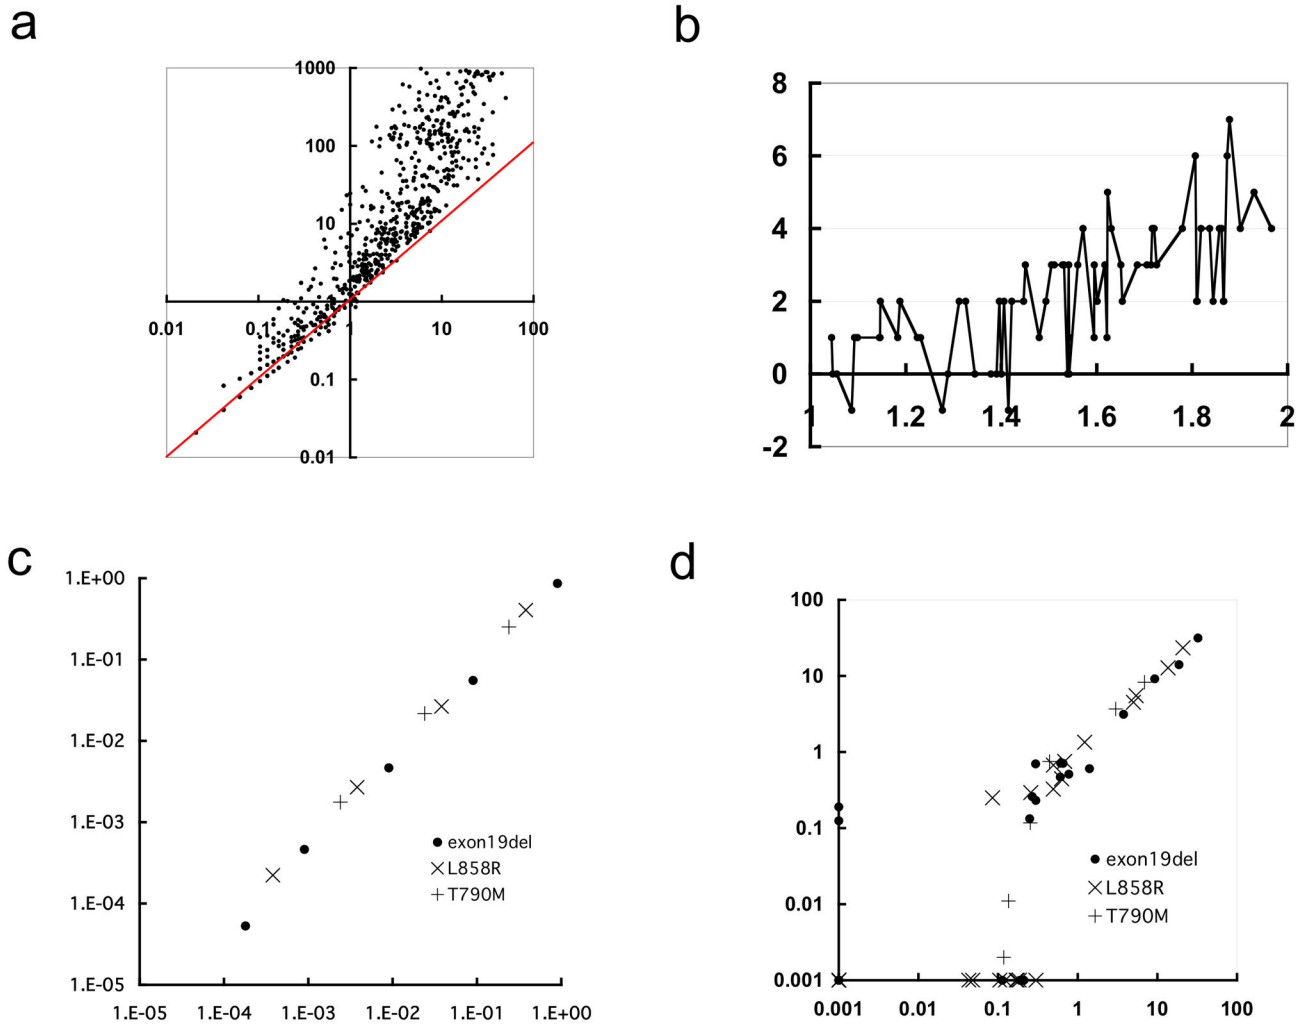 a
b
1000
100
10
0.01 0.1 1 10 100
0.1
0.01
8
6
4
2
0
1 1.2 1.4 1.6 1.8 2
-2
c
d
1.E+00
1.E-01
1.E-02
1.E-03
1.E-04
1.E-05
exon19del
L858R
T790M
1.E-05 1.E-04 1.E-03 1.E-02 1.E-01 1.E+00
100
10
1
0.1
0.01
0.001
exon19del
L858R
T790M
0.001 0.01 0.1 1 10 100